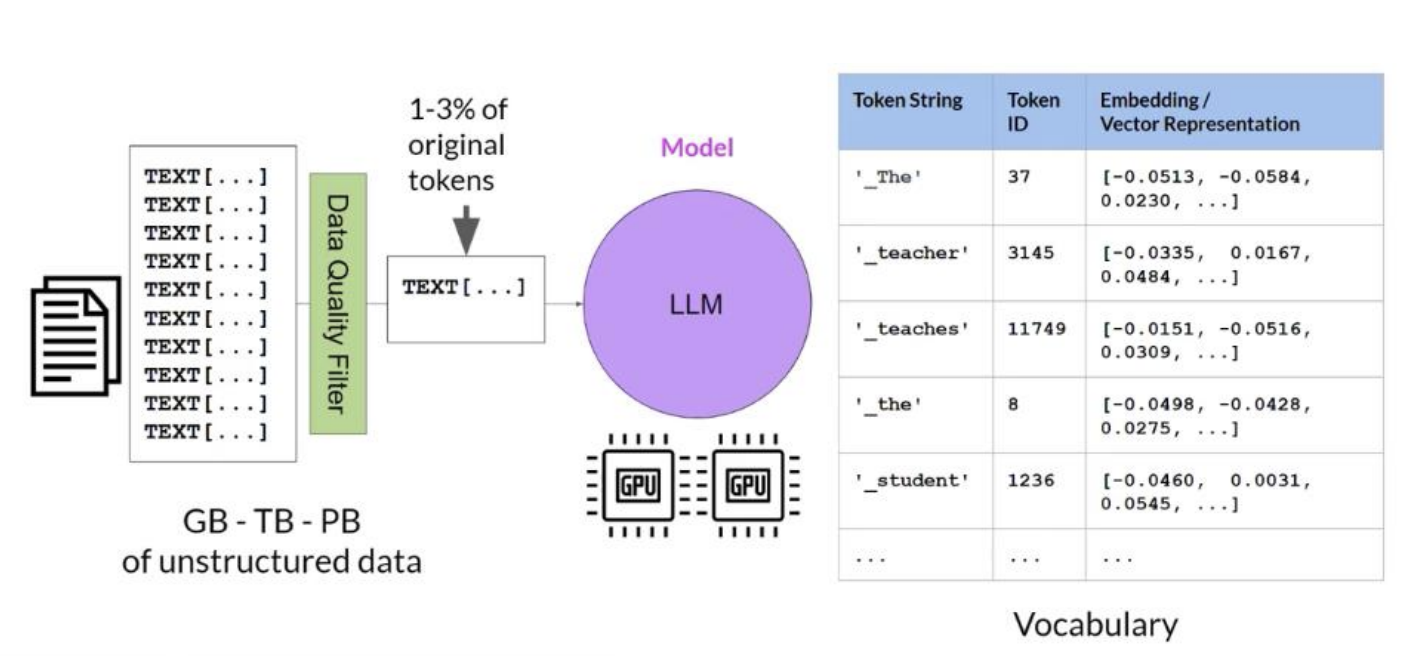 1-3% of
original
tokens
TEXT[...]
TEXT[...]
TEXT[...]
TEXT[...]
TEXT[...]
TEXT[...]
TEXT[...]
TEXT[...]
TEXT[...]
TEXT[...]
Data Quality Filter
TEXT[...]
GB - TB - PB
of unstructured data
Model
LLM
GPU
GPU
Token String
Token
ID
Embedding /
Vector Representation
'_The'
37
[-0.0513, -0.0584,
0.0230, ...]
'_teacher'
3145
[-0.0335, 0.0167,
0.0484, ...]
'_teaches'
11749
[-0.0151, -0.0516,
0.0309, ...]
'_the'
8
[-0.0498, -0.0428,
0.0275, ...]
'_student'
1236
[-0.0460, 0.0031,
0.0545, ...]
...
...
...
Vocabulary